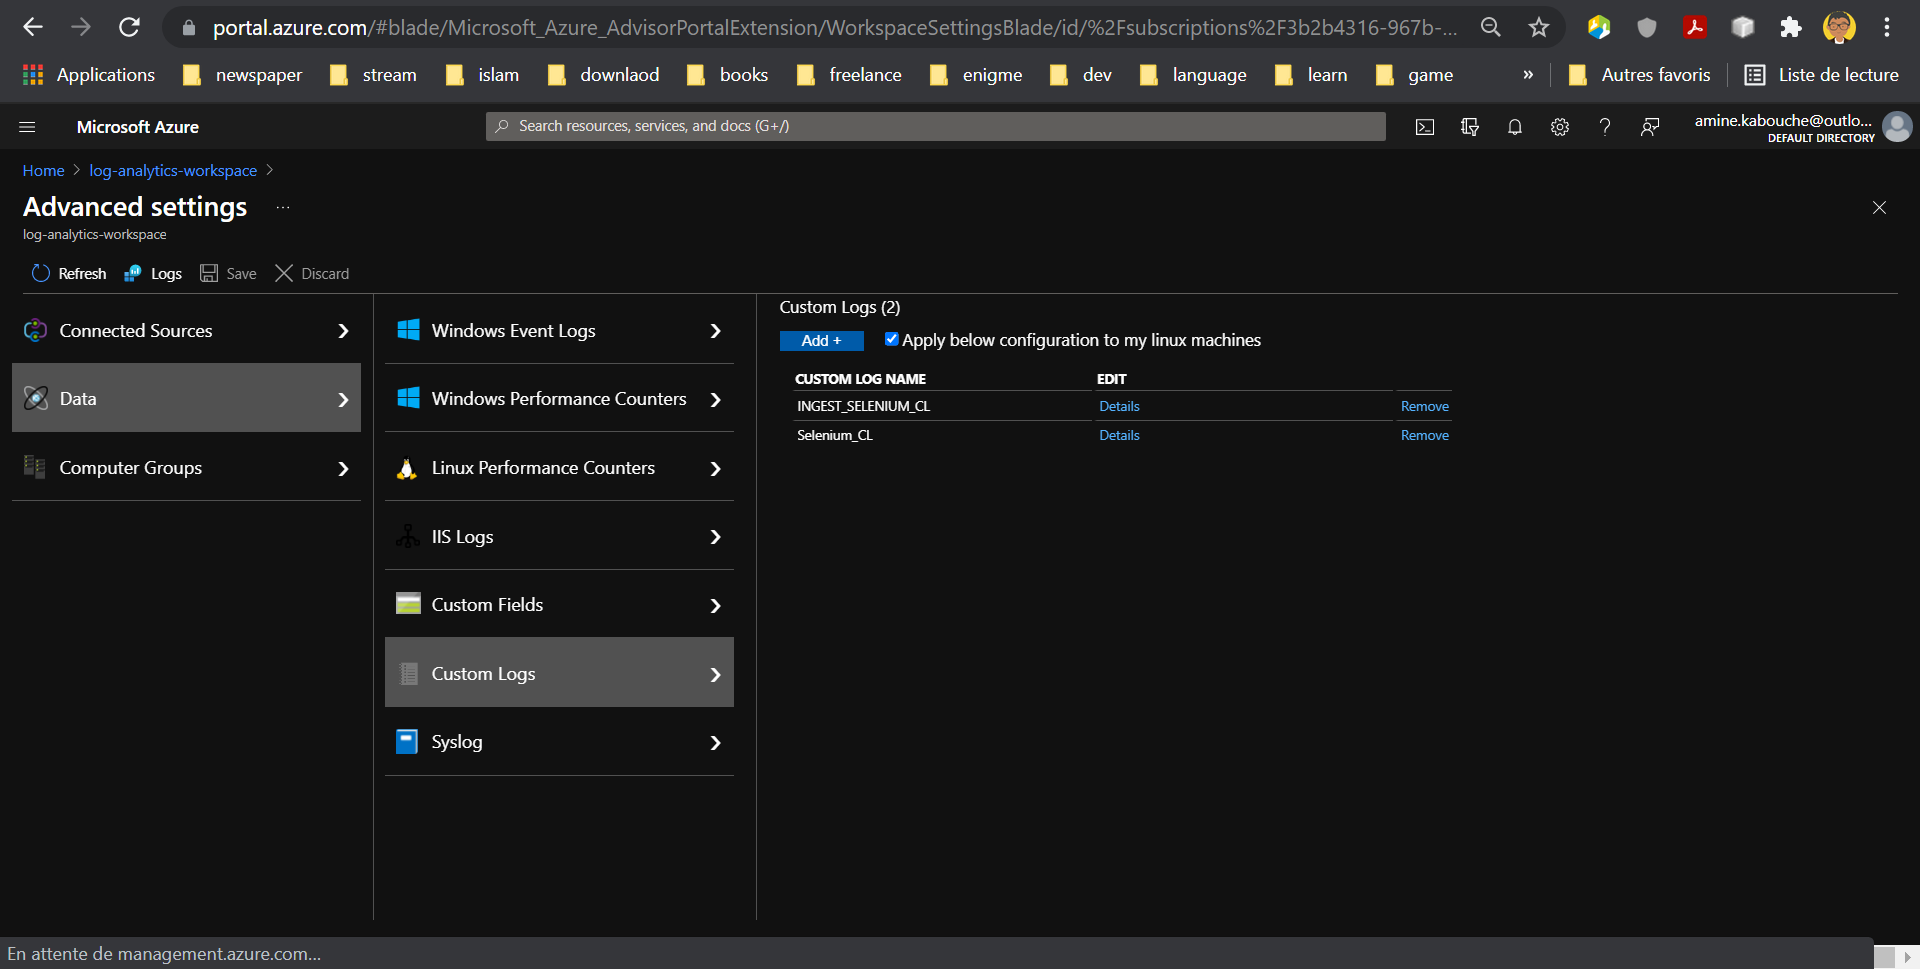 portal.azure.com/#blade/Microsoft_Azure_AdvisorPortalExtension/WorkspaceSettingsBlade/id/%2Fsubscriptions%2F3b2b4316-967b-...
Applications newspaper stream islam downlaod books freelance enigme dev language learn game » Autres favoris Liste de lecture
Microsoft Azure Search resources, services, and docs (G+/) amine.kabouche@outlo...
DEFAULT DIRECTORY
Home > log-analytics-workspace >
Advanced settings ...
log-analytics-workspace
Refresh Logs Save Discard
Connected Sources
Data
Computer Groups
Windows Event Logs
Windows Performance Counters
Linux Performance Counters
IIS Logs
Custom Fields
Custom Logs
Syslog
Custom Logs (2)
Add + Apply below configuration to my linux machines
CUSTOM LOG NAME EDIT
INGEST_SELENIUM_CL Details Remove
Selenium_CL Details Remove
En attente de management.azure.com...